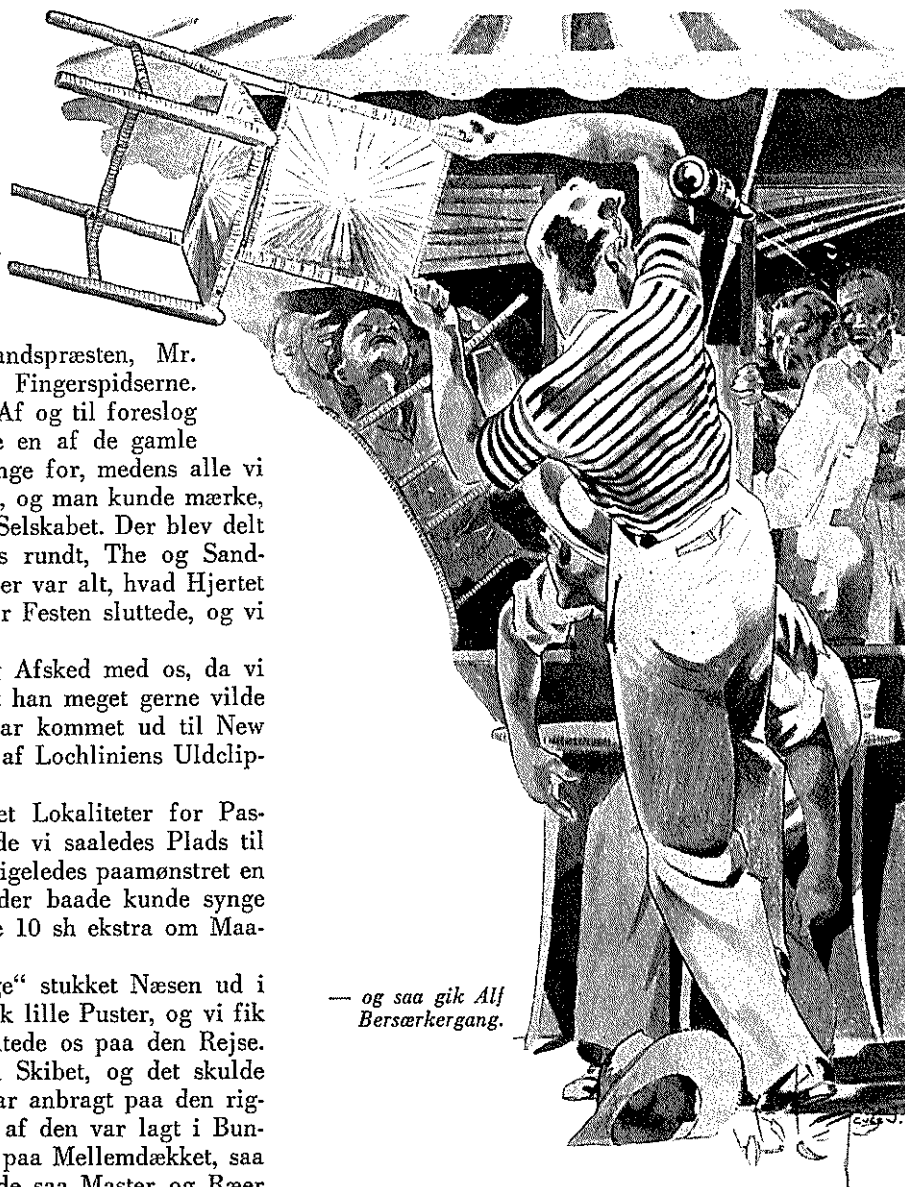 andspræsten, Mr.
Fingerspidserne.
Af og til foreslog
e en af de gamle
nge for, medens alle vi
, og man kunde mærke,
Selskabet. Der blev delt
s rundt, The og Sand-
er var alt, hvad Hjertet
r Festen sluttede, og vi
Afsked med os, da vi
t han meget gerne vilde
ar kommet ud til New
af Lochliniens Uldclip-
et Lokaliteter for Pas-
de vi saaledes Plads til
igeledes paamønstret en
der baade kunde synge
e 10 sh ekstra om Maa-
ge“ stukket Næsen ud i
k lille Puster, og vi fik
tede os paa den Rejse.
Skibet, og det skulde
ar anbragt paa den rig-
af den var lagt i Bun-
paa Mellemdækket, saa
de saa Master og Ræer
— og saa gik Alf
Bersærkergang.